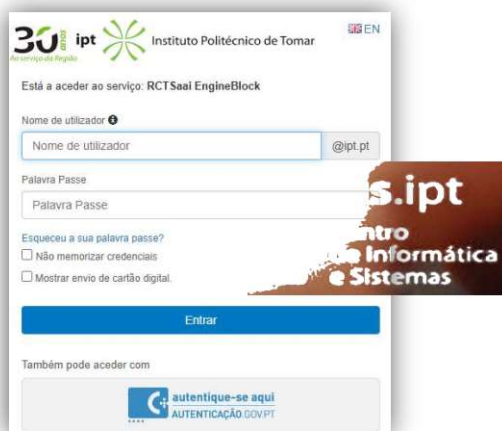 30 anos
Ao serviço da Região
ipt
Instituto Politécnico de Tomar
EN
Está a aceder ao serviço: RCTSaai EngineBlock
Nome de utilizador
Nome de utilizador
@ipt.pt
Palavra Passe
Palavra Passe
Esqueceu a sua palavra passe?
Não memorizar credenciais
Mostrar envio de cartão digital.
s.ipt
ntro
e Informática
e Sistemas
Entrar
Também pode aceder com
autentique-se aqui
AUTENTICAÇÃO.GOV.PT